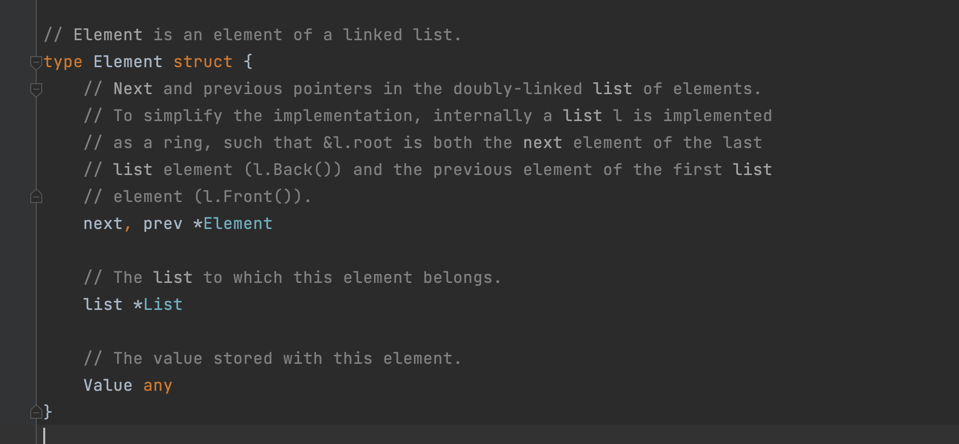 // Element is an element of a linked list.
type Element struct {
// Next and previous pointers in the doubly-linked list of elements.
// To simplify the implementation, internally a list l is implemented
// as a ring, such that &l.root is both the next element of the last
// list element (l.Back()) and the previous element of the first list
// element (l.Front()).
next, prev *Element
// The list to which this element belongs.
list *List
// The value stored with this element.
Value any
}